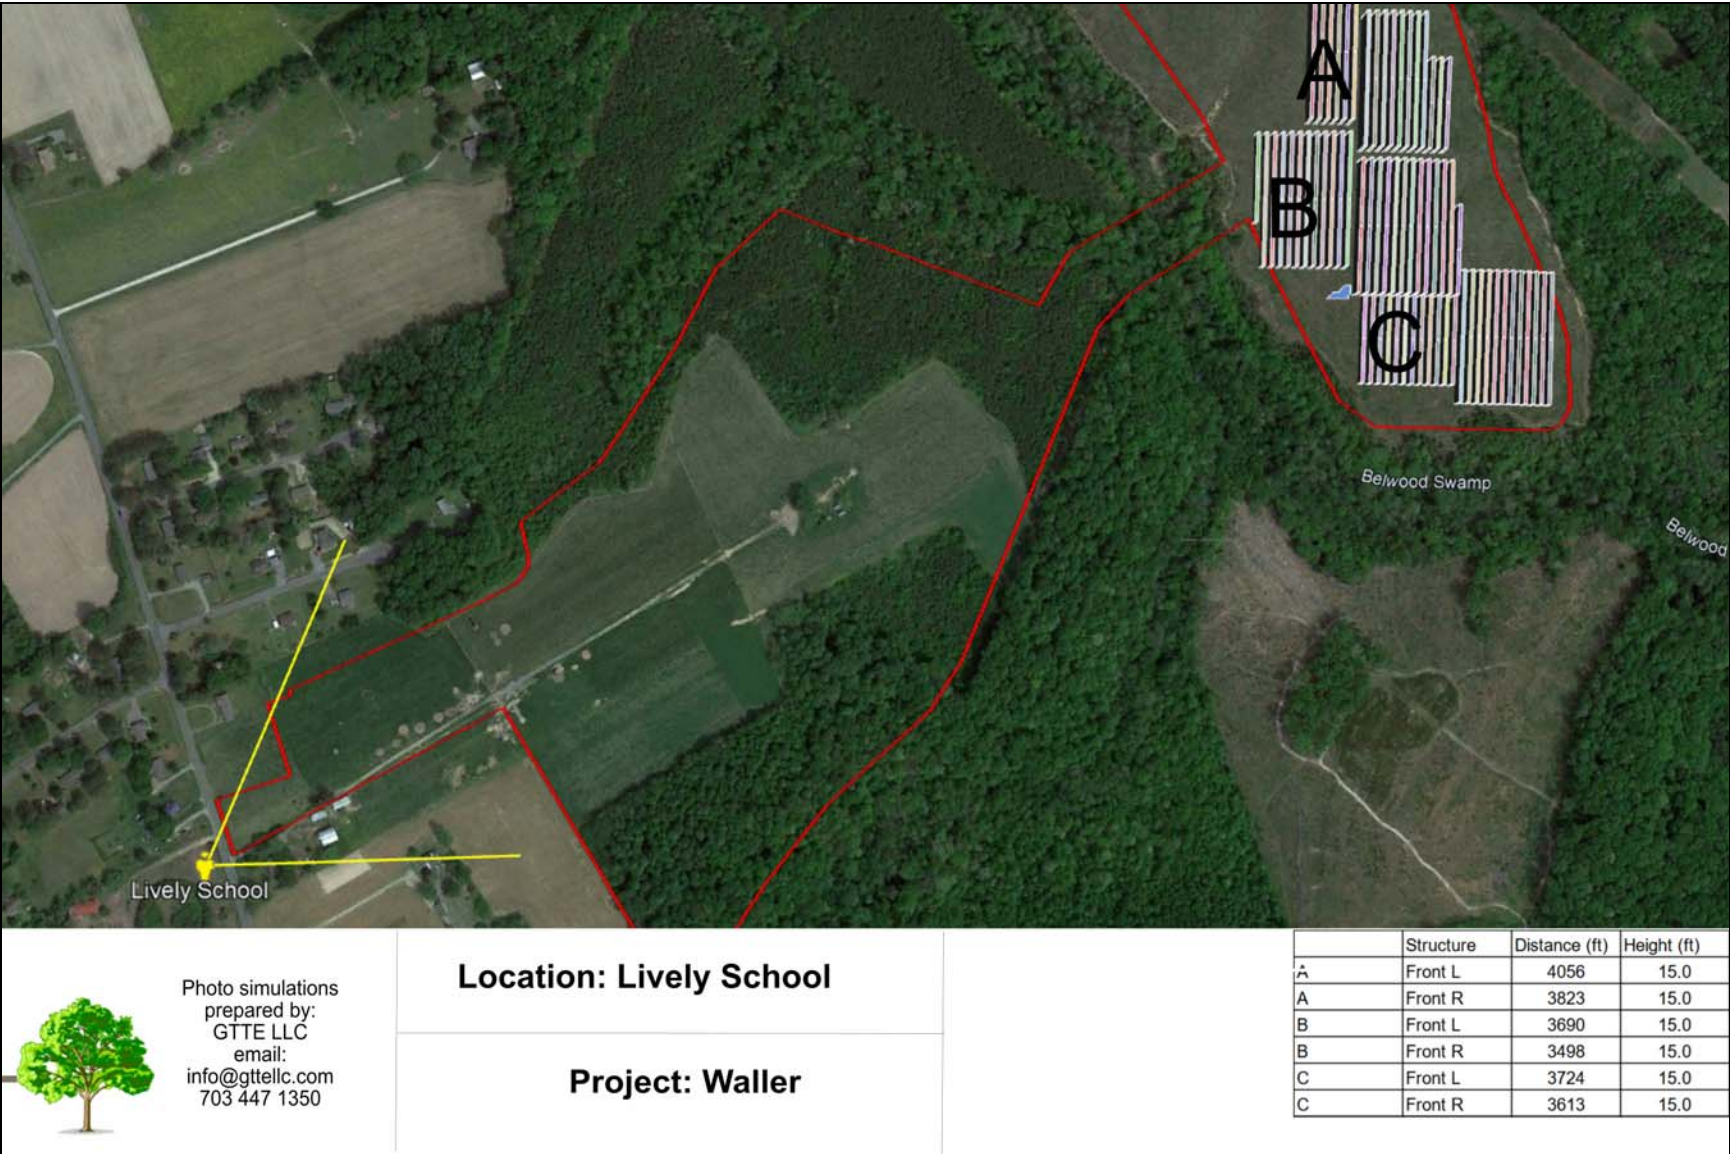 A
B
C
Belwood Swamp
Belwood
Lively School
Photo simulations
prepared by:
GTTE LLC
email:
info@gttellc.com
703 447 1350
Location: Lively School
Project: Waller
Structure Distance (ft) Height (ft)
A Front L 4056 15.0
A Front R 3823 15.0
B Front L 3690 15.0
B Front R 3498 15.0
C Front L 3724 15.0
C Front R 3613 15.0